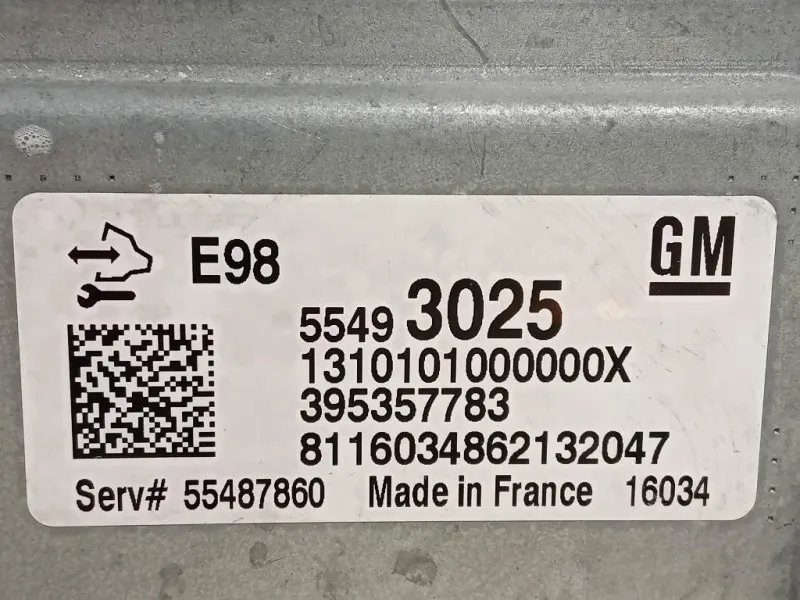 E98
GM
5549 3025
1310101000000X
395357783
8116034862132047
Serv# 55487860 Made in France 16034